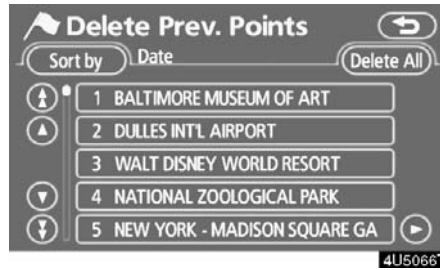 Delete Prev. Points
Sort by Date Delete All
1 BALTIMORE MUSEUM OF ART
2 DULLES INT'L AIRPORT
3 WALT DISNEY WORLD RESORT
4 NATIONAL ZOOLOGICAL PARK
5 NEW YORK - MADISON SQUARE GA
4U5066